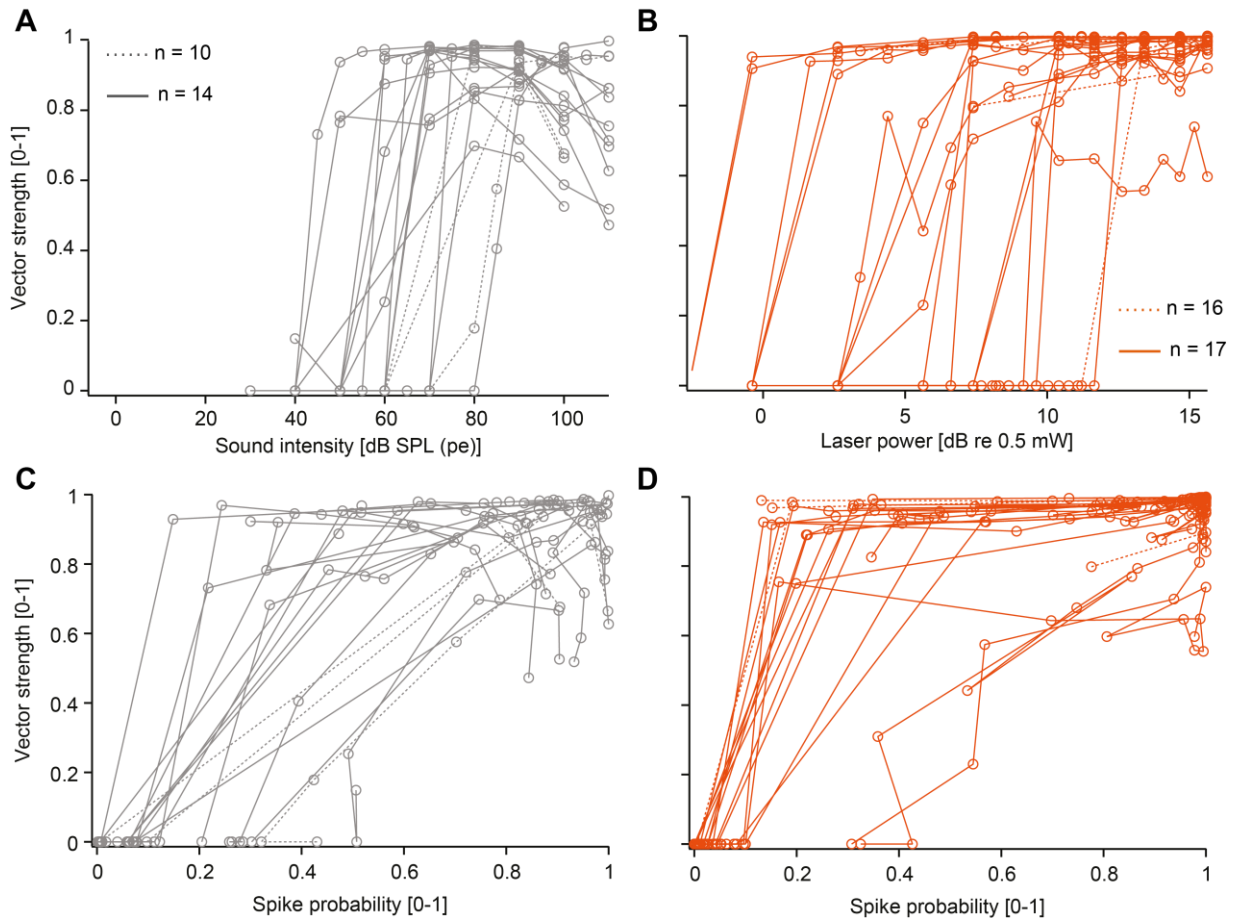 A
B
n = 10
n = 14
Vector strength [0-1]
1
0.8
0.6
0.4
0.2
0
0
20
40
60
80
100
Sound intensity [dB SPL (pe)]
n = 16
n = 17
0
5
10
15
Laser power [dB re 0.5 mW]
C
D
Vector strength [0-1]
1
0.8
0.6
0.4
0.2
0
0
0.2
0.4
0.6
0.8
1
Spike probability [0-1]
0
0.2
0.4
0.6
0.8
1
Spike probability [0-1]